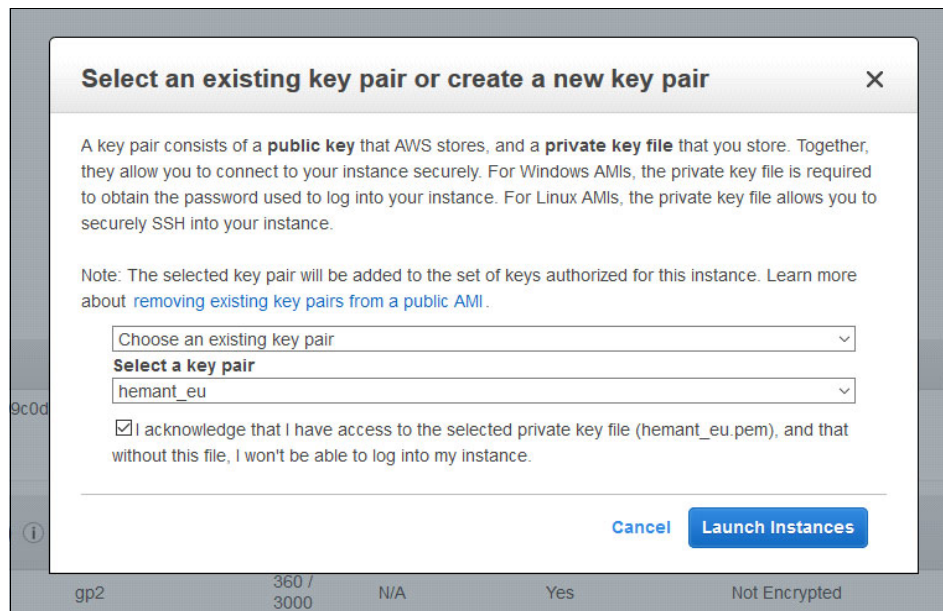 Select an existing key pair or create a new key pair
A key pair consists of a public key that AWS stores, and a private key file that you store. Together,
they allow you to connect to your instance securely. For Windows AMIs, the private key file is required
to obtain the password used to log into your instance. For Linux AMIs, the private key file allows you to
securely SSH into your instance.
Note: The selected key pair will be added to the set of keys authorized for this instance. Learn more
about removing existing key pairs from a public AMI.
Choose an existing key pair
Select a key pair
hemant_eu
9c0d
I acknowledge that I have access to the selected private key file (hemant_eu.pem), and that
without this file, I won't be able to log into my instance.
Cancel Launch Instances
gp2 360 / N/A Yes Not Encrypted
3000